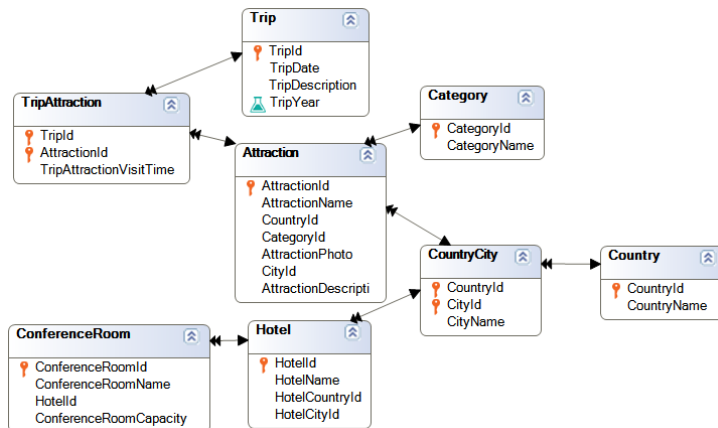 Trip
TripId
TripDate
TripDescription
TripYear
TripAttraction
TripId
AttractionId
TripAttractionVisitTime
Category
CategoryId
CategoryName
Attraction
AttractionId
AttractionName
CountryId
CategoryId
AttractionPhoto
CityId
AttractionDescripti
CountryCity
CountryId
CityId
CityName
Country
CountryId
CountryName
ConferenceRoom
ConferenceRoomId
ConferenceRoomName
HotelId
ConferenceRoomCapacity
Hotel
HotelId
HotelName
HotelCountryId
HotelCityId